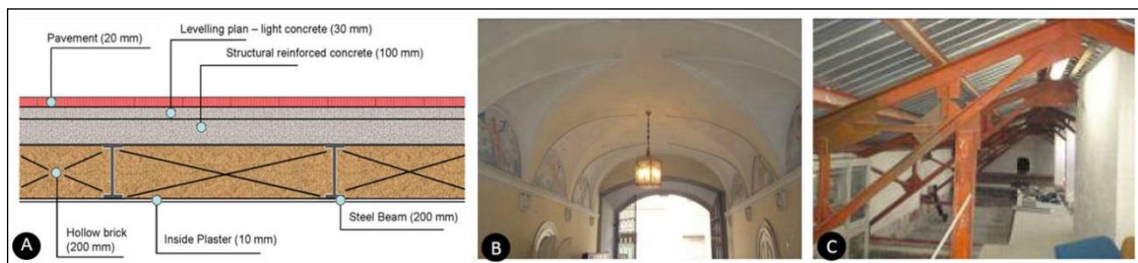 Levelling plan – light concrete (30 mm)
Pavement (20 mm)
Structural reinforced concrete (100 mm)
Steel Beam (200 mm)
Hollow brick
(200 mm)
Inside Plaster (10 mm)
A
B
C